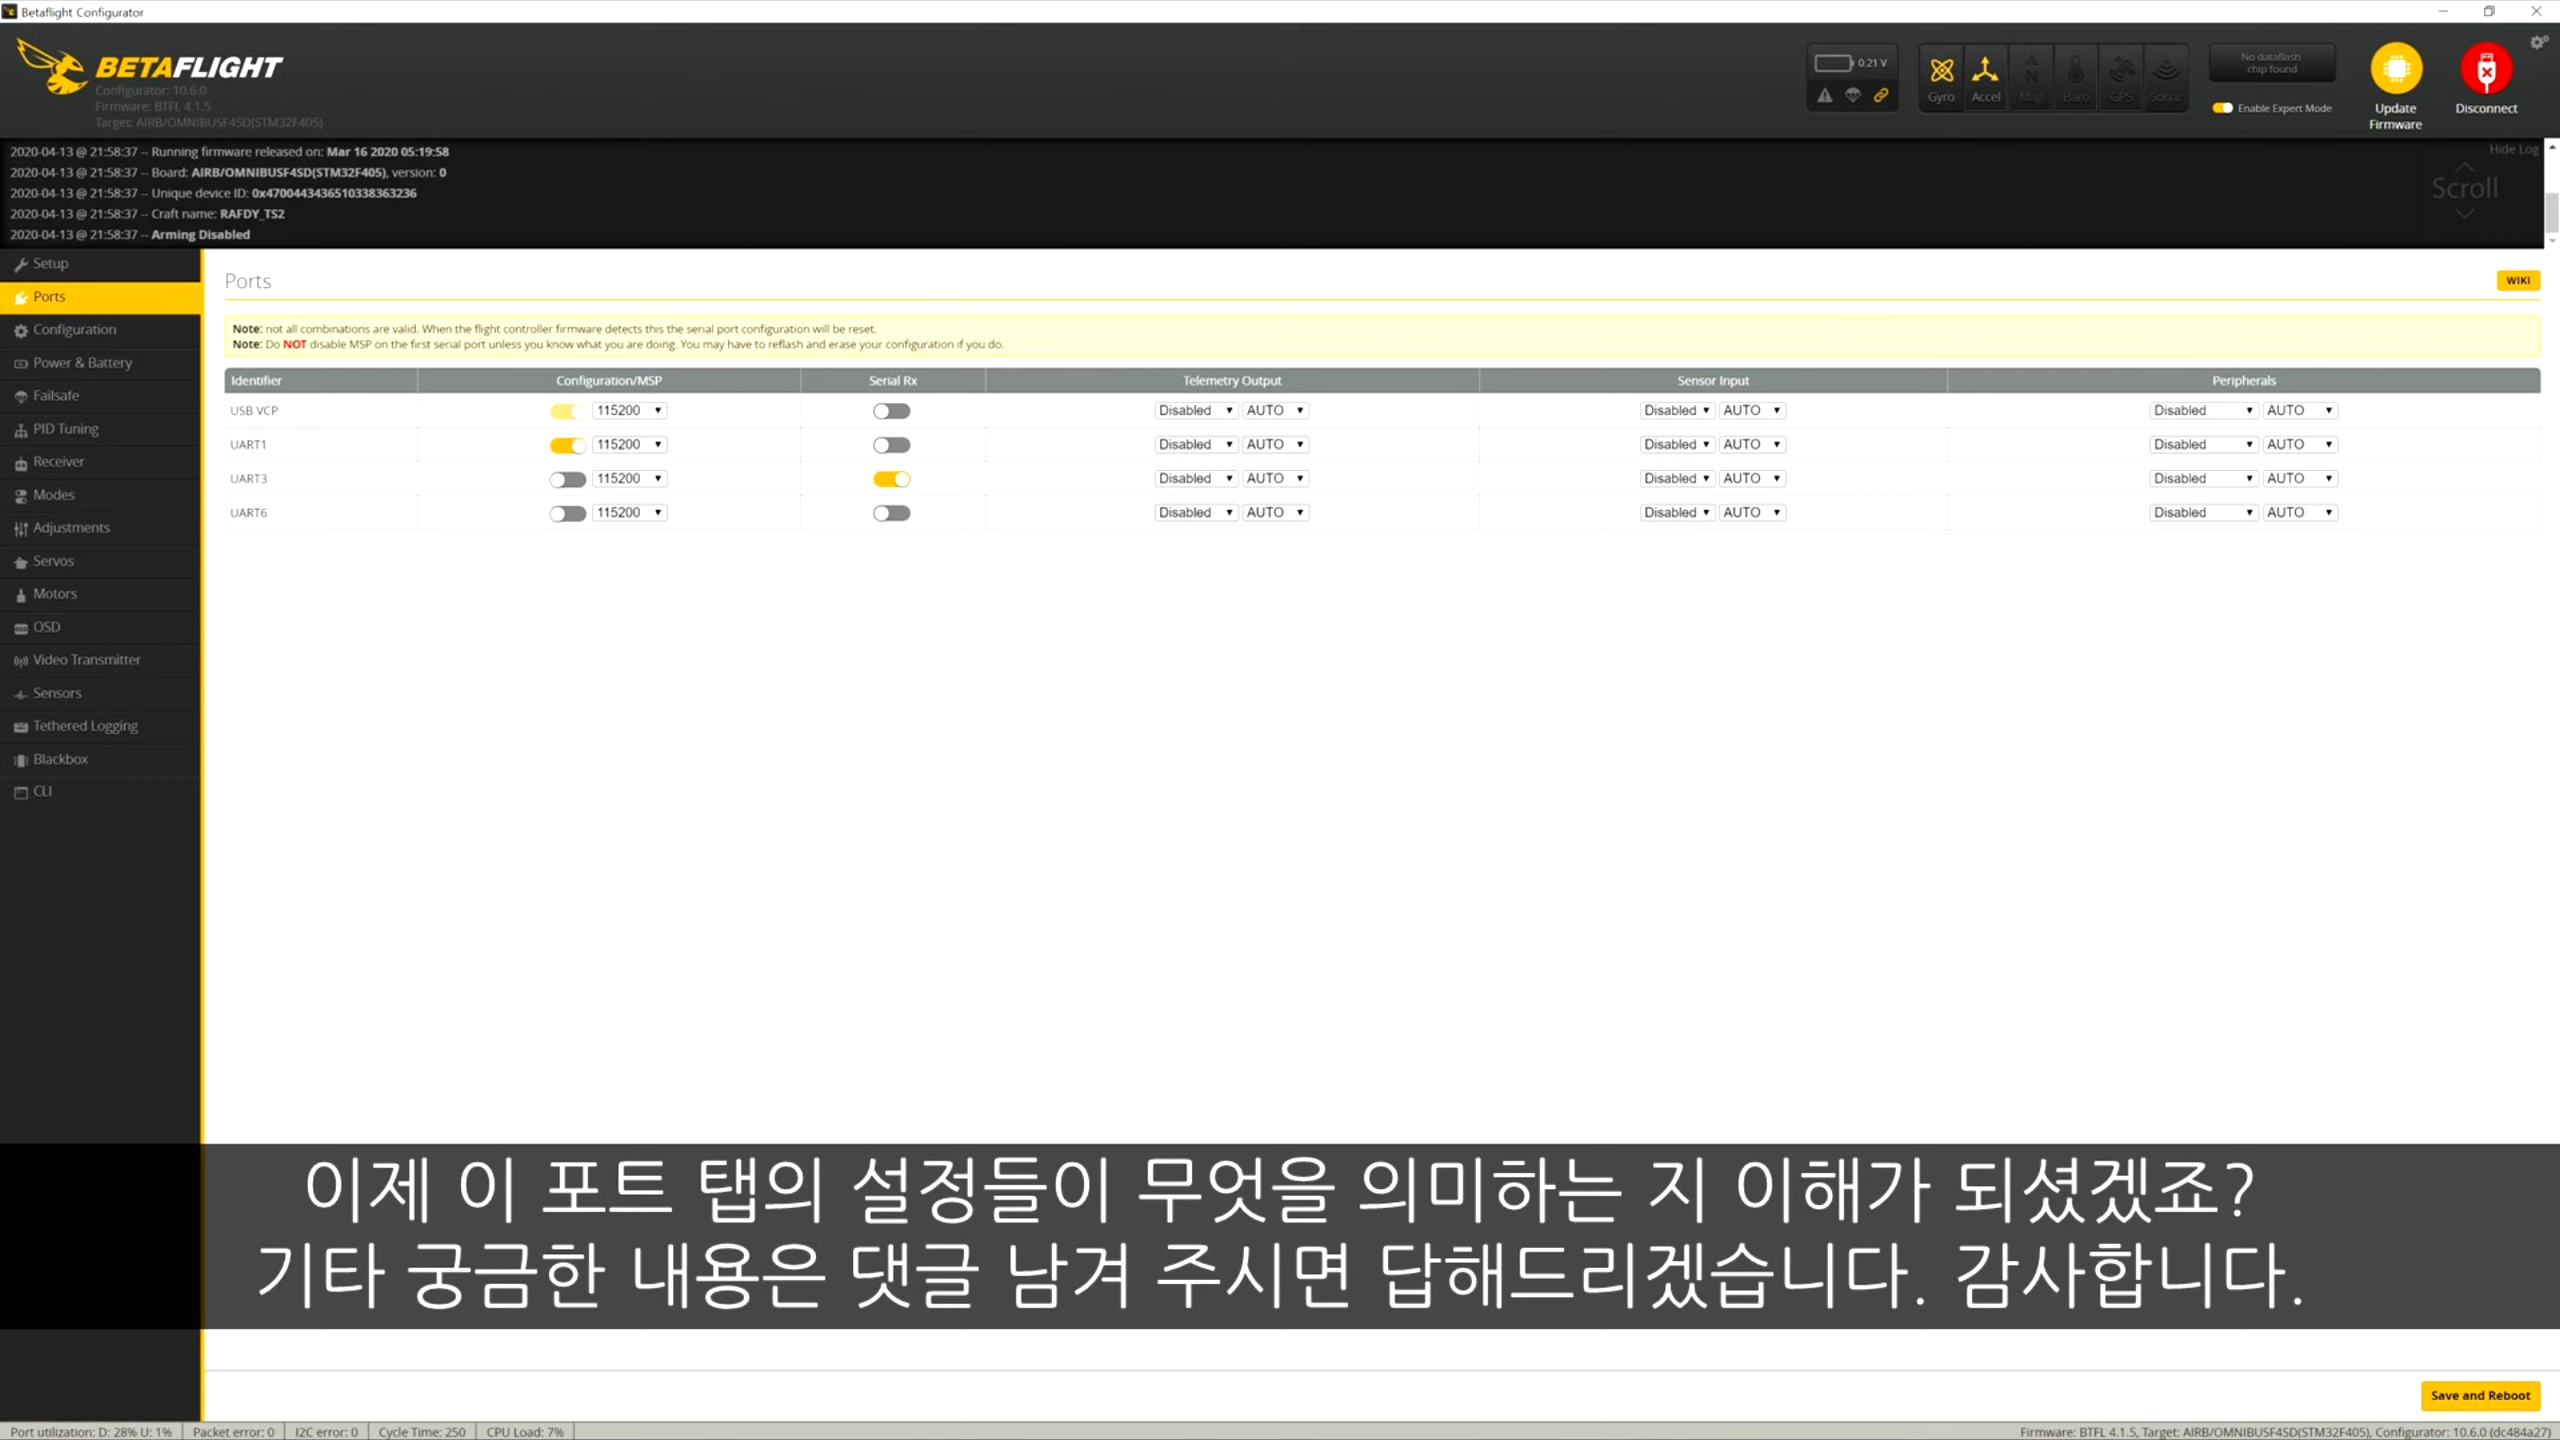 Betaflight Configurator
BETAFLIGHT
Configurator: 10.6.0
Firmware: BTFL 4.1.5
Target: AIRB/OMNIBUSF4SD(STM32F405)
0.21 V
Gyro Accel Mag Baro GPS Sonar
No dataflash
chip found
Enable Expert Mode
Update
Firmware
Disconnect
2020-04-13 @ 21:58:37 -- Running firmware released on: Mar 16 2020 05:19:58
2020-04-13 @ 21:58:37 -- Board: AIRB/OMNIBUSF4SD(STM32F405), version: 0
2020-04-13 @ 21:58:37 -- Unique device ID: 0x4700443436510338363236
2020-04-13 @ 21:58:37 -- Craft name: RAFDY_TS2
2020-04-13 @ 21:58:37 -- Arming Disabled
Hide Log
Scroll
Setup
Ports
Configuration
Power & Battery
Failsafe
PID Tuning
Receiver
Modes
Adjustments
Servos
Motors
OSD
Video Transmitter
Sensors
Tethered Logging
Blackbox
CLI
Ports
WIKI
Note: not all combinations are valid. When the flight controller firmware detects this the serial port configuration will be reset.
Note: Do NOT disable MSP on the first serial port unless you know what you are doing. You may have to reflash and erase your configuration if you do.
Identifier Configuration/MSP Serial Rx Telemetry Output Sensor Input Peripherals
USB VCP 115200 Disabled AUTO Disabled AUTO Disabled AUTO
UART1 115200 Disabled AUTO Disabled AUTO Disabled AUTO
UART3 115200 Disabled AUTO Disabled AUTO Disabled AUTO
UART6 115200 Disabled AUTO Disabled AUTO Disabled AUTO
이제 이 포트 탭의 설정들이 무엇을 의미하는 지 이해가 되셨겠죠?
기타 궁금한 내용은 댓글 남겨 주시면 답해드리겠습니다. 감사합니다.
Save and Reboot
Port utilization: D: 28% U: 1% Packet error: 0 I2C error: 0 Cycle Time: 250 CPU Load: 7% Firmware: BTFL 4.1.5, Target: AIRB/OMNIBUSF4SD(STM32F405), Configurator: 10.6.0 (dc484a27)